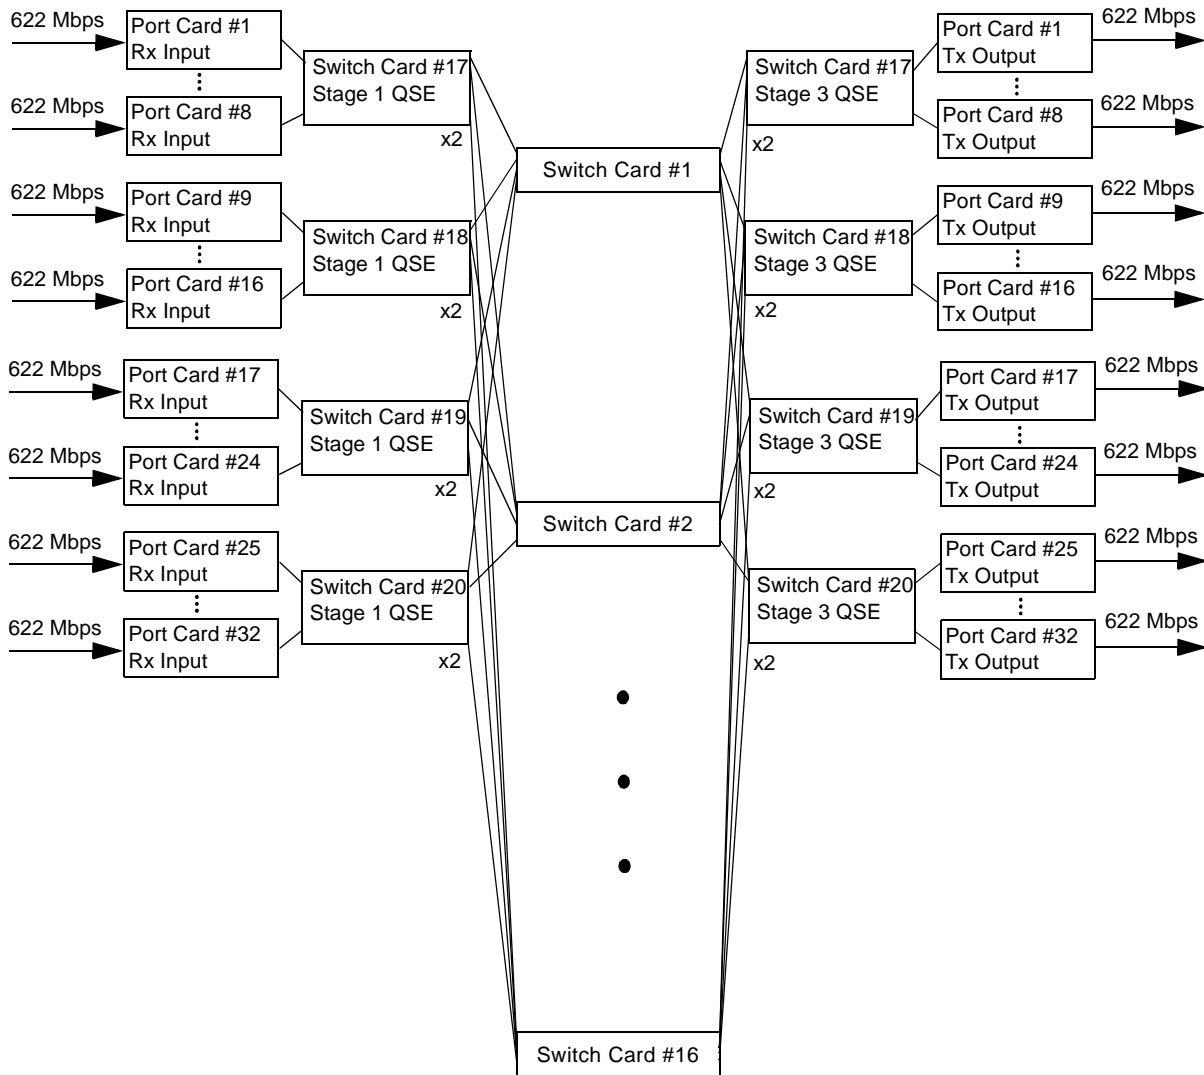 622 Mbps
Port Card #1
Rx Input
622 Mbps
Port Card #8
Rx Input
Switch Card #17
Stage 1 QSE
x2
622 Mbps
Port Card #9
Rx Input
622 Mbps
Port Card #16
Rx Input
Switch Card #18
Stage 1 QSE
x2
622 Mbps
Port Card #17
Rx Input
622 Mbps
Port Card #24
Rx Input
Switch Card #19
Stage 1 QSE
x2
622 Mbps
Port Card #25
Rx Input
622 Mbps
Port Card #32
Rx Input
Switch Card #20
Stage 1 QSE
x2
Switch Card #1
Switch Card #2
Switch Card #16
Switch Card #17
Stage 3 QSE
x2
Port Card #1
Tx Output
622 Mbps
Port Card #8
Tx Output
622 Mbps
Switch Card #18
Stage 3 QSE
x2
Port Card #9
Tx Output
622 Mbps
Port Card #16
Tx Output
622 Mbps
Switch Card #19
Stage 3 QSE
x2
Port Card #17
Tx Output
622 Mbps
Port Card #24
Tx Output
622 Mbps
Switch Card #20
Stage 3 QSE
x2
Port Card #25
Tx Output
622 Mbps
Port Card #32
Tx Output
622 Mbps